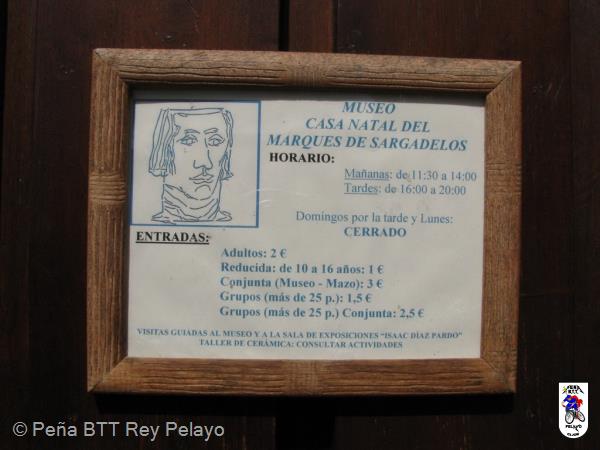 MUSEO
CASA NATAL DEL
MARQUES DE SARGADELOS
HORARIO:
Mañanas: de 11:30 a 14:00
Tardes: de 16:00 a 20:00
Domingos por la tarde y Lunes:
CERRADO
ENTRADAS:
Adultos: 2 €
Reducida: de 10 a 16 años: 1 €
Conjunta (Museo - Mazo): 3 €
Grupos (más de 25 p.): 1,5 €
Grupos (más de 25 p.) Conjunta: 2,5 €
VISITAS GUIADAS AL MUSEO Y A LA SALA DE EXPOSICIONES "ISAAC DÍAZ PARDO"
TALLER DE CERÁMICA: CONSULTAR ACTIVIDADES
© Peña BTT Rey Pelayo
PEÑA
BTT
PELAYO